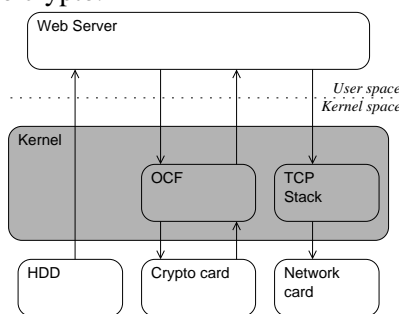 Web Server
User space
Kernel space
Kernel
OCF
TCP
Stack
HDD
Crypto card
Network
card